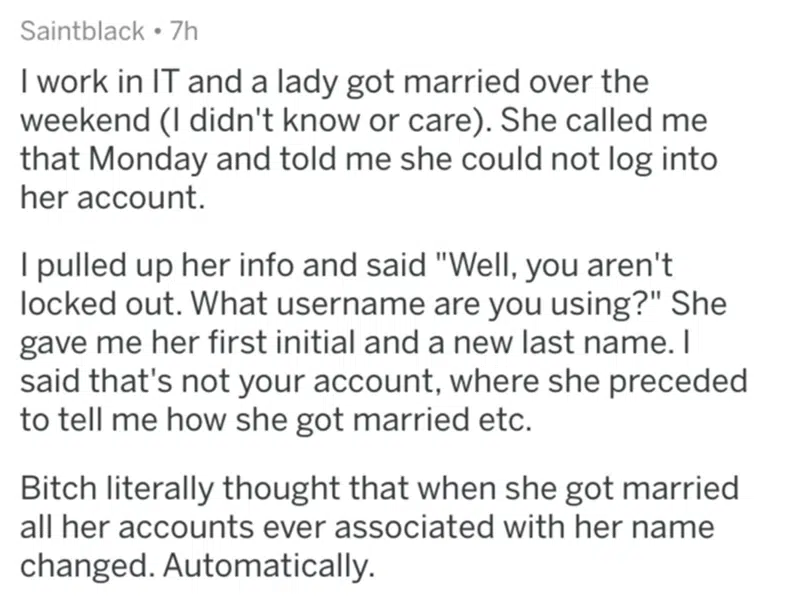 Saintblack • 7h
I work in IT and a lady got married over the
weekend (I didn't know or care). She called me
that Monday and told me she could not log into
her account.
I pulled up her info and said "Well, you aren't
locked out. What username are you using?" She
gave me her first initial and a new last name. I
said that's not your account, where she preceded
to tell me how she got married etc.
Bitch literally thought that when she got married
all her accounts ever associated with her name
changed. Automatically.